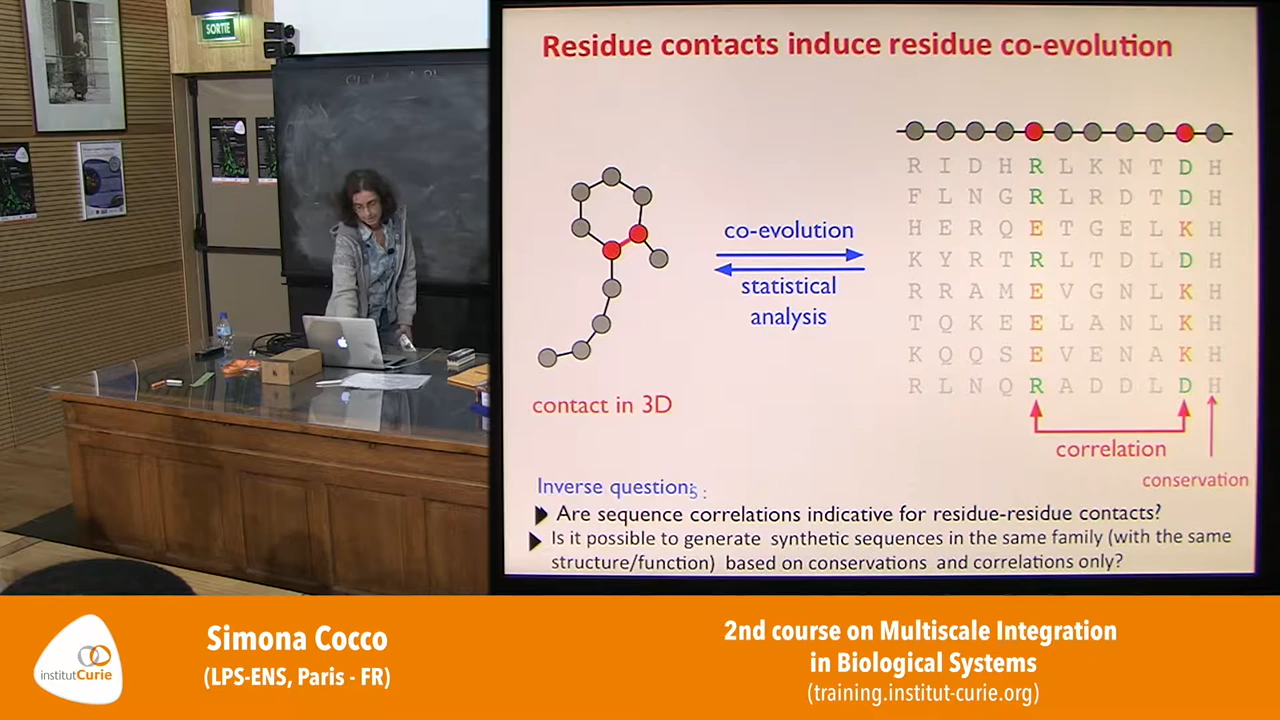 SORTIE
Residue contacts induce residue co-evolution
R I D H R L K N T D H
F L N G R L R D T D H
H E R Q E T G E L K H
K Y R T R L T D L D H
R R A M E V G N L K H
T Q K E E L A N L K H
K Q Q S E V E N A K H
R L N Q R A D D L D H
co-evolution
statistical
analysis
contact in 3D
correlation
conservation
Inverse questions :
Are sequence correlations indicative for residue-residue contacts?
Is it possible to generate synthetic sequences in the same family (with the same
structure/function) based on conservations and correlations only?
institutCurie
Simona Cocco
(LPS-ENS, Paris - FR)
2nd course on Multiscale Integration
in Biological Systems
(training.institut-curie.org)